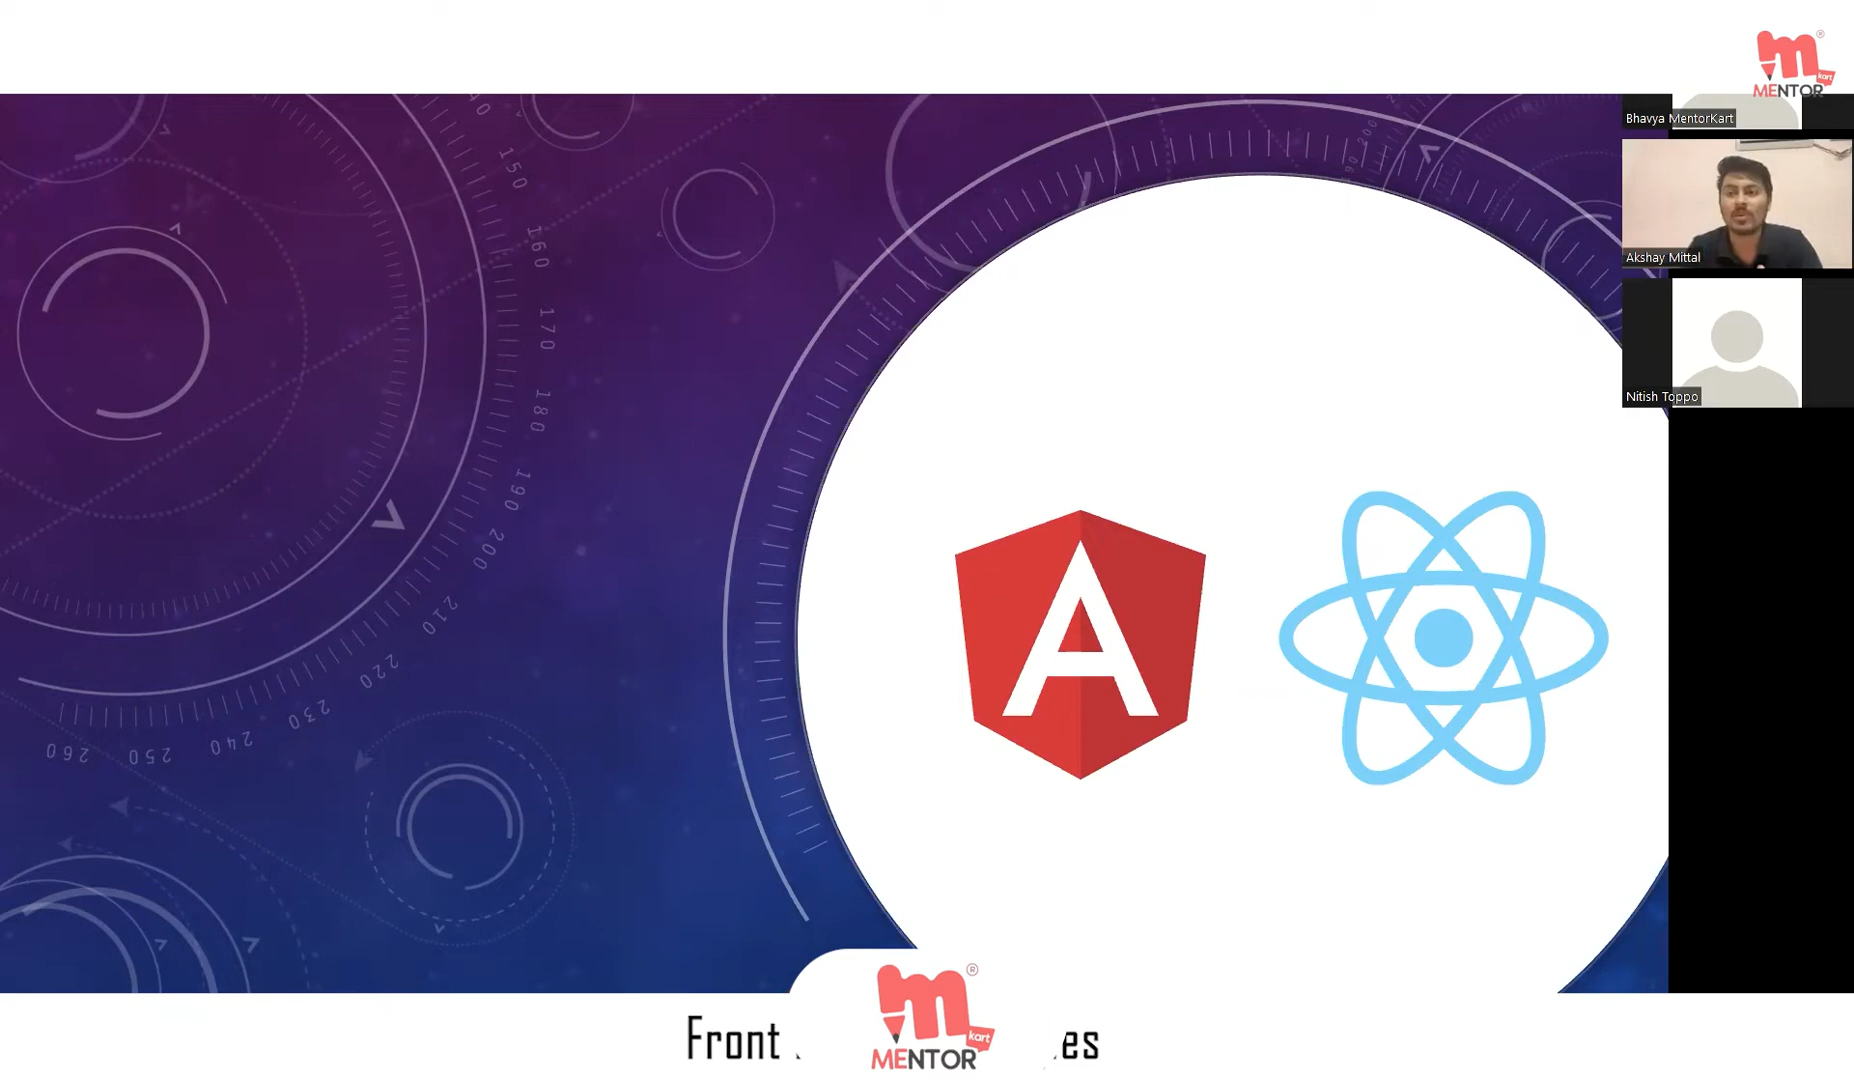 m
kart
MENTOR
®
Bhavya MentorKart
Akshay Mittal
Nitish Toppo
150
160
170
180
190
200
210
220
230
240
250
260
A
m
kart
MENTOR
®
Front
es